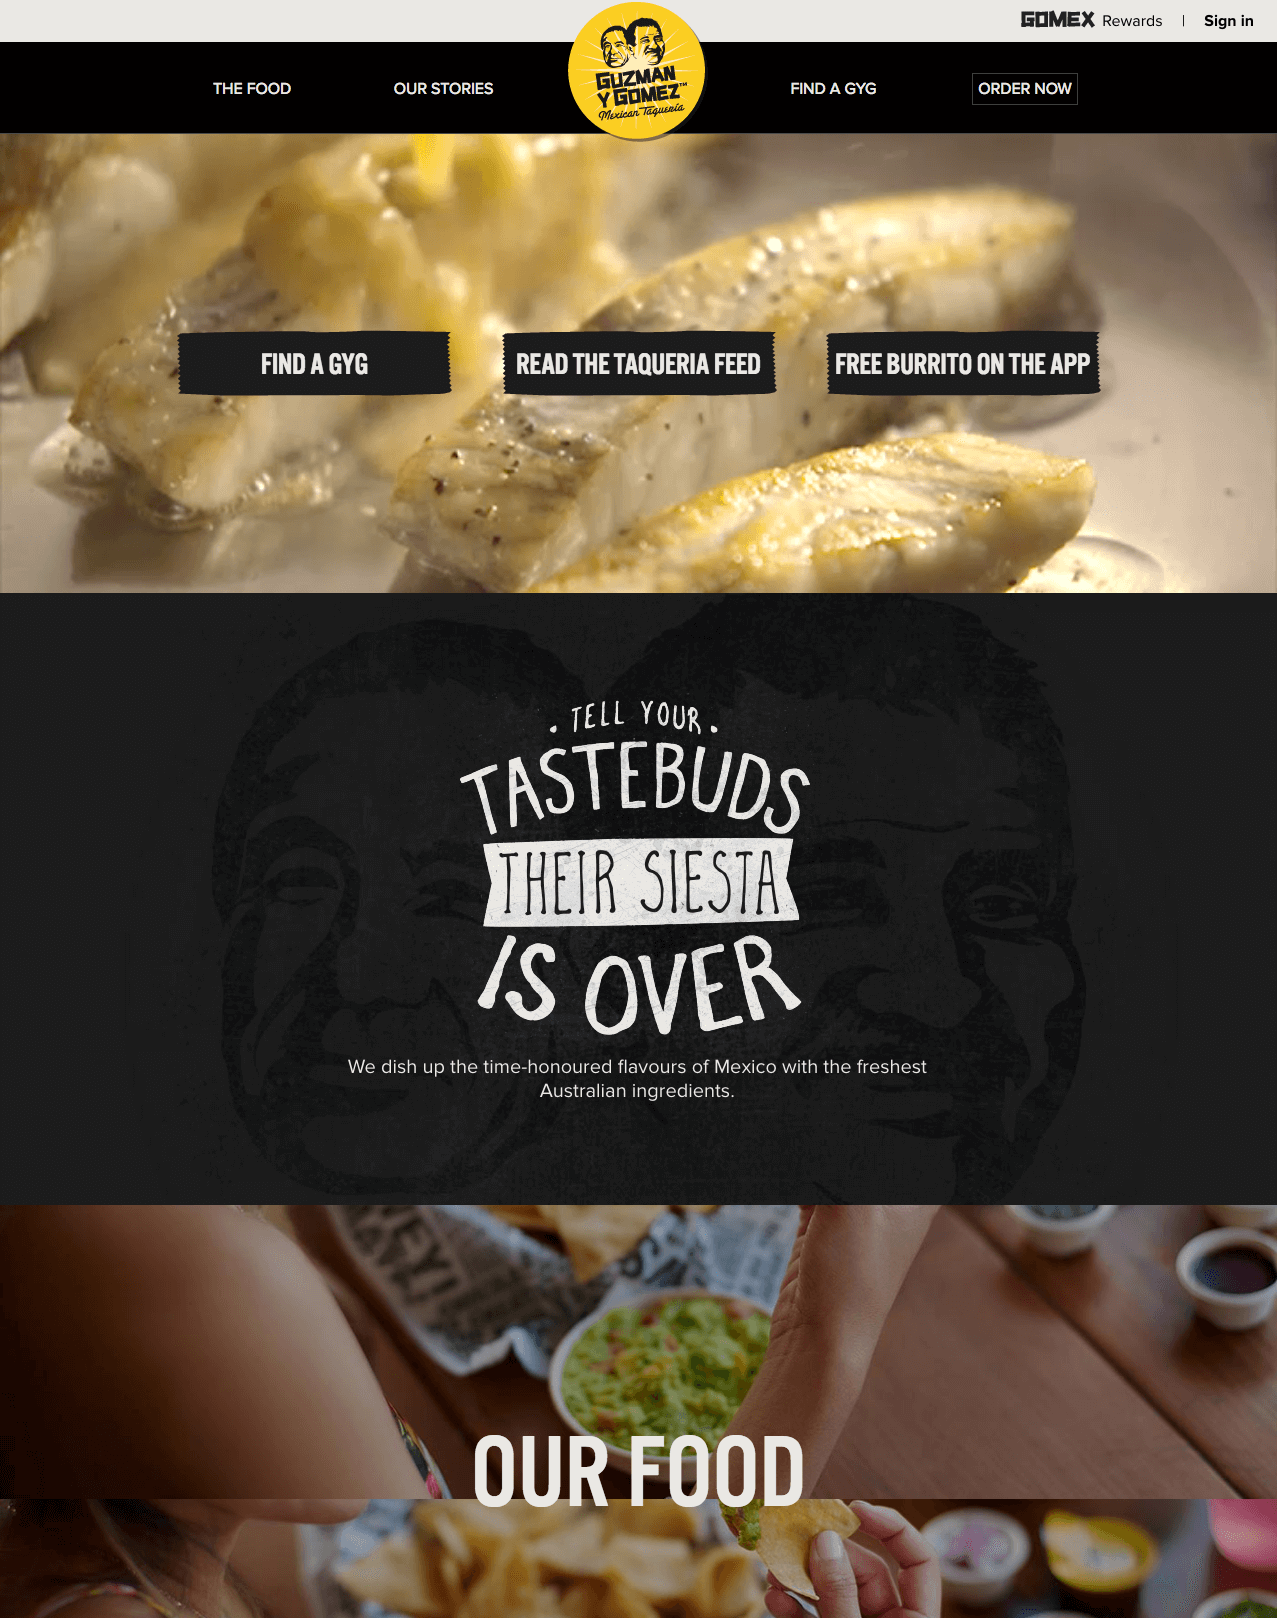 GOMEX Rewards | Sign in
THE FOOD
OUR STORIES
GUZMAN
Y GOMEZ™
Mexican Taqueria
FIND A GYG
ORDER NOW
FIND A GYG
READ THE TAQUERIA FEED
FREE BURRITO ON THE APP
. TELL YOUR .
TASTEBUDS
THEIR SIESTA
IS OVER
We dish up the time-honoured flavours of Mexico with the freshest
Australian ingredients.
OUR FOOD